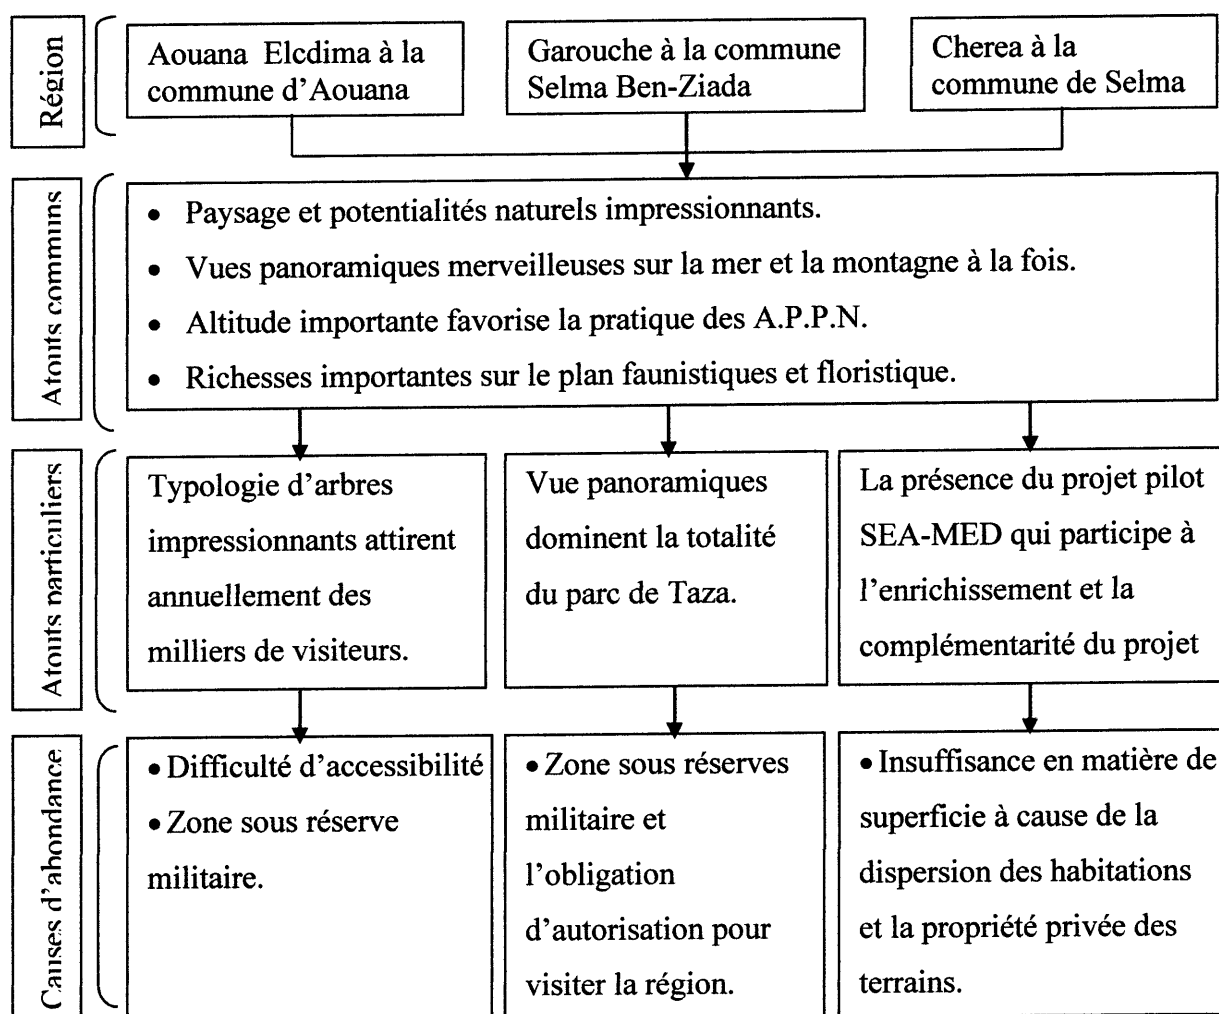 Région
Aouana Elcdima à la
commune d'Aouana
Garouche à la commune
Selma Ben-Ziada
Cherea à la
commune de Selma
Atouts communs
• Paysage et potentialités naturels impressionnants.
• Vues panoramiques merveilleuses sur la mer et la montagne à la fois.
• Altitude importante favorise la pratique des A.P.P.N.
• Richesses importantes sur le plan faunistiques et floristique.
Atouts particuliers
Typologie d'arbres
impressionnants attirent
annuellement des
milliers de visiteurs.
Vue panoramiques
dominent la totalité
du parc de Taza.
La présence du projet pilot
SEA-MED qui participe à
l'enrichissement et la
complémentarité du projet
Causes d'abondance
• Difficulté d'accessibilité
• Zone sous réserve
militaire.
• Zone sous réserves
militaire et
l'obligation
d'autorisation pour
visiter la région.
• Insuffisance en matière de
superficie à cause de la
dispersion des habitations
et la propriété privée des
terrains.